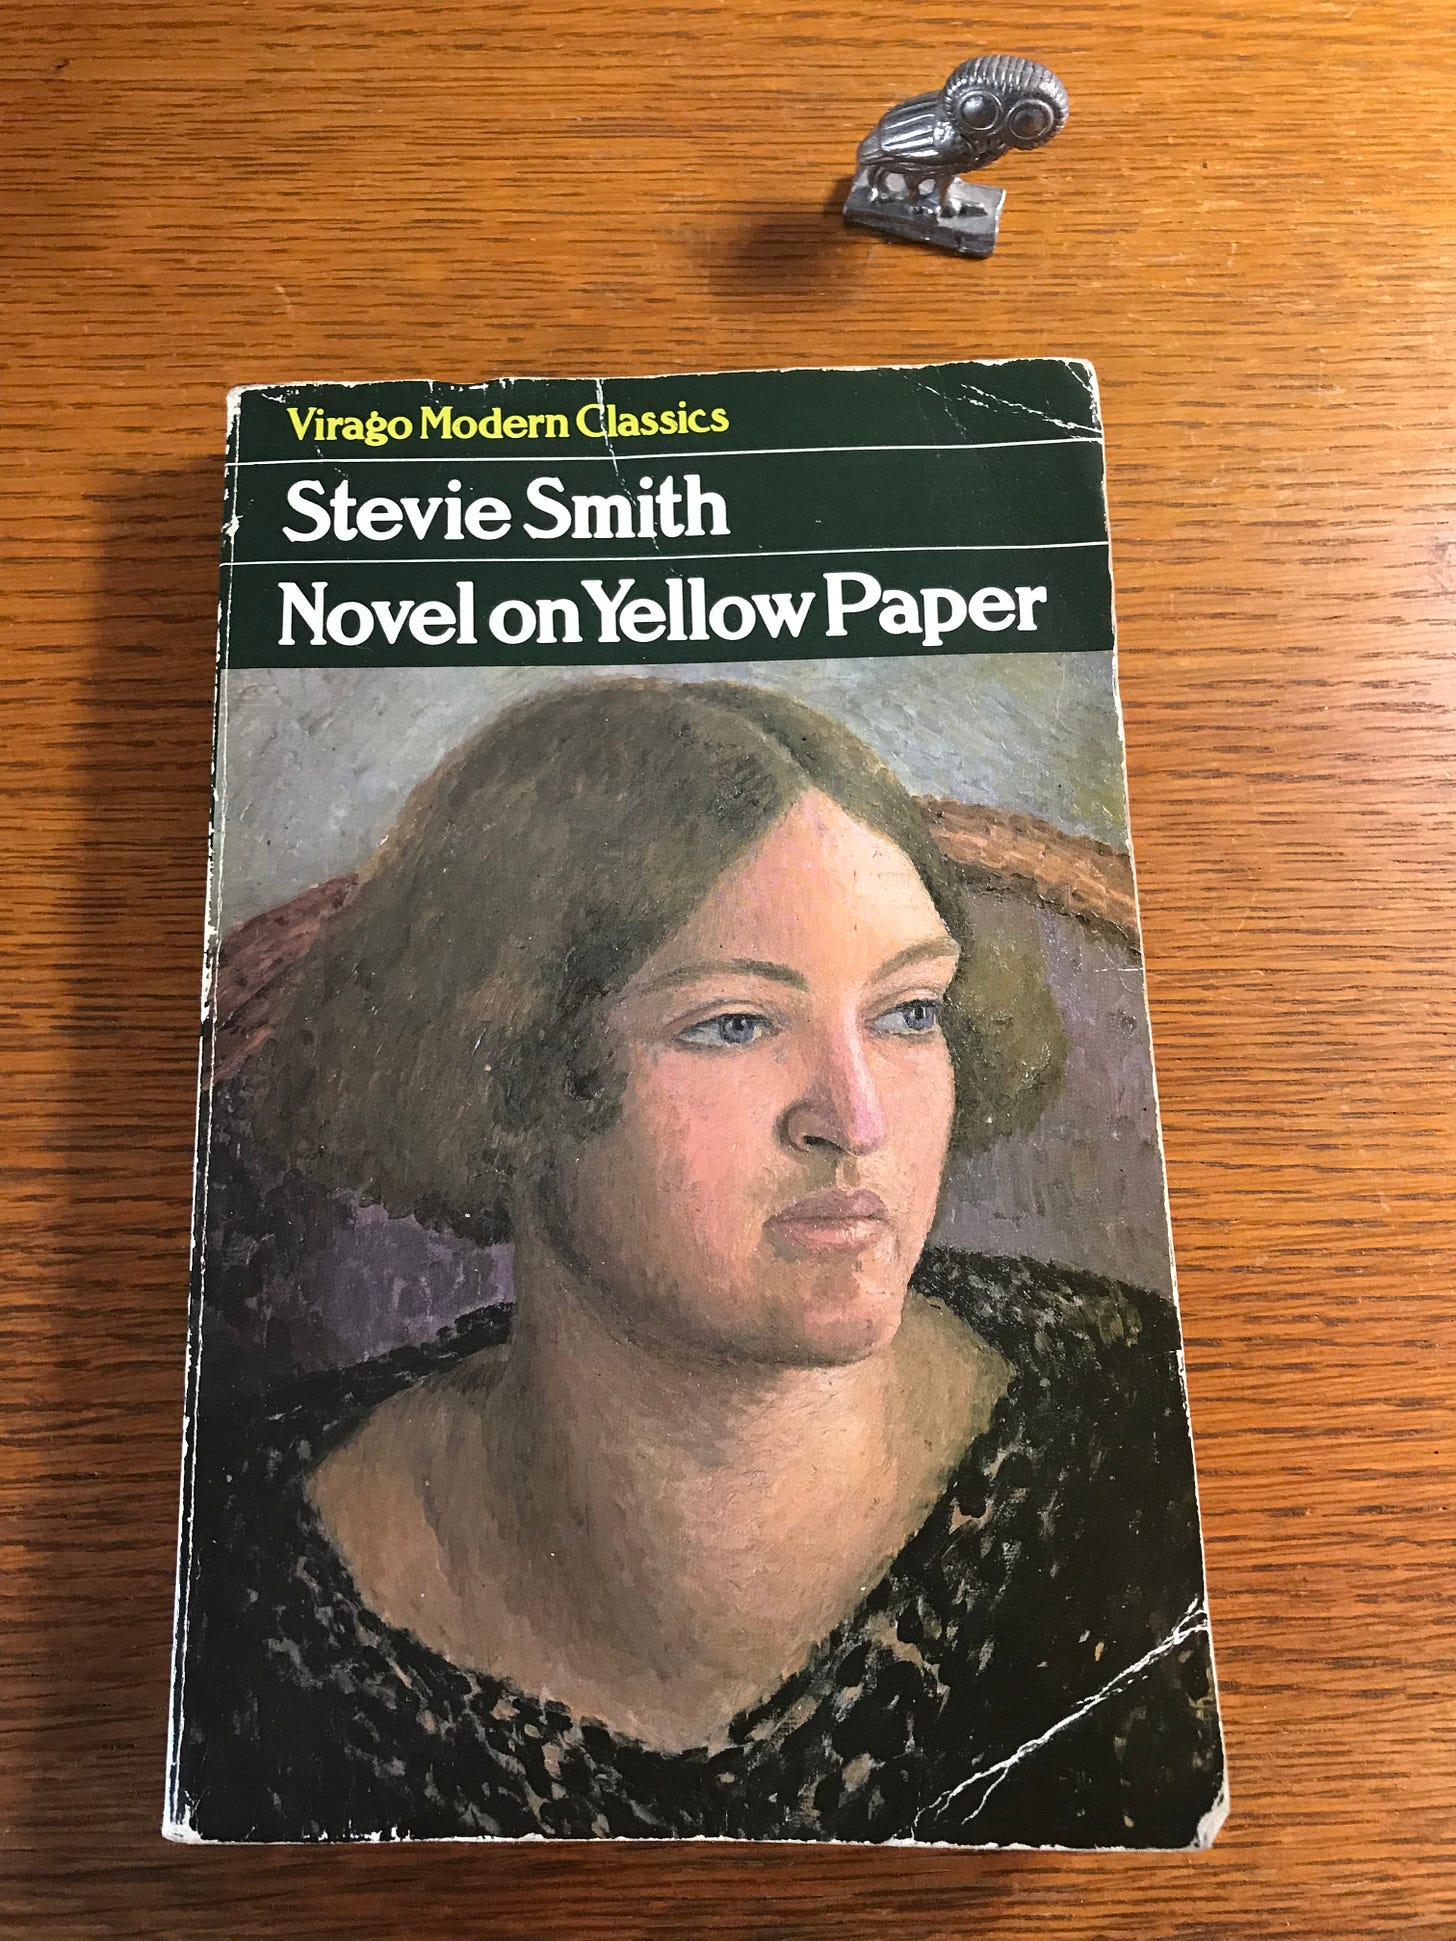 Virago Modern Classics
Stevie Smith
Novel on Yellow Paper